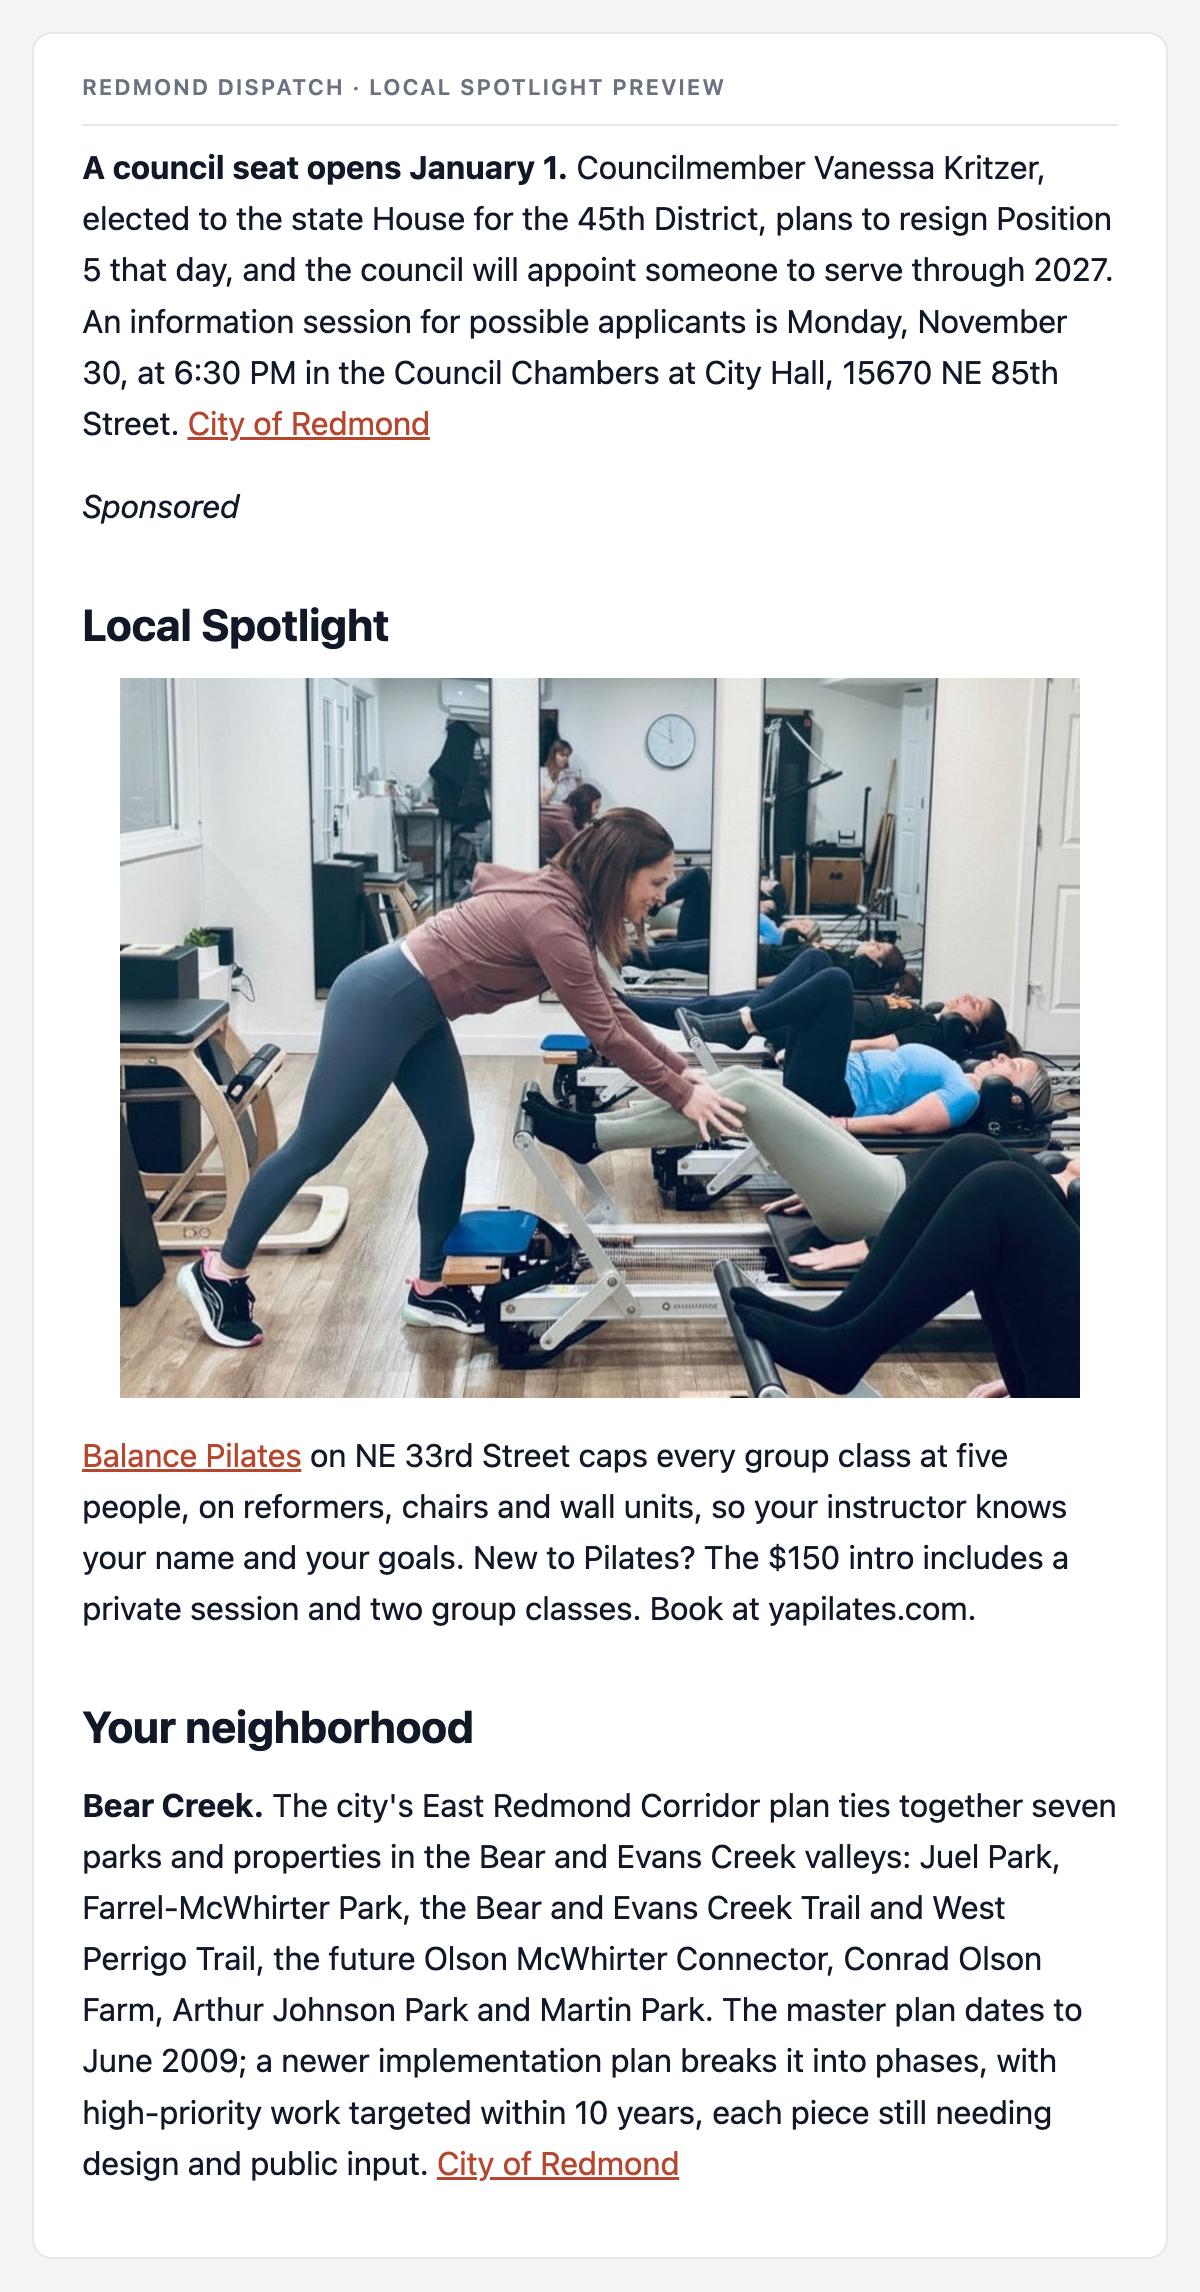 REDMOND DISPATCH · LOCAL SPOTLIGHT PREVIEW
A council seat opens January 1. Councilmember Vanessa Kritzer,
elected to the state House for the 45th District, plans to resign Position
5 that day, and the council will appoint someone to serve through 2027.
An information session for possible applicants is Monday, November
30, at 6:30 PM in the Council Chambers at City Hall, 15670 NE 85th
Street. City of Redmond
Sponsored
Local Spotlight
Balance Pilates on NE 33rd Street caps every group class at five
people, on reformers, chairs and wall units, so your instructor knows
your name and your goals. New to Pilates? The $150 intro includes a
private session and two group classes. Book at yapilates.com.
Your neighborhood
Bear Creek. The city's East Redmond Corridor plan ties together seven
parks and properties in the Bear and Evans Creek valleys: Juel Park,
Farrel-McWhirter Park, the Bear and Evans Creek Trail and West
Perrigo Trail, the future Olson McWhirter Connector, Conrad Olson
Farm, Arthur Johnson Park and Martin Park. The master plan dates to
June 2009; a newer implementation plan breaks it into phases, with
high-priority work targeted within 10 years, each piece still needing
design and public input. City of Redmond